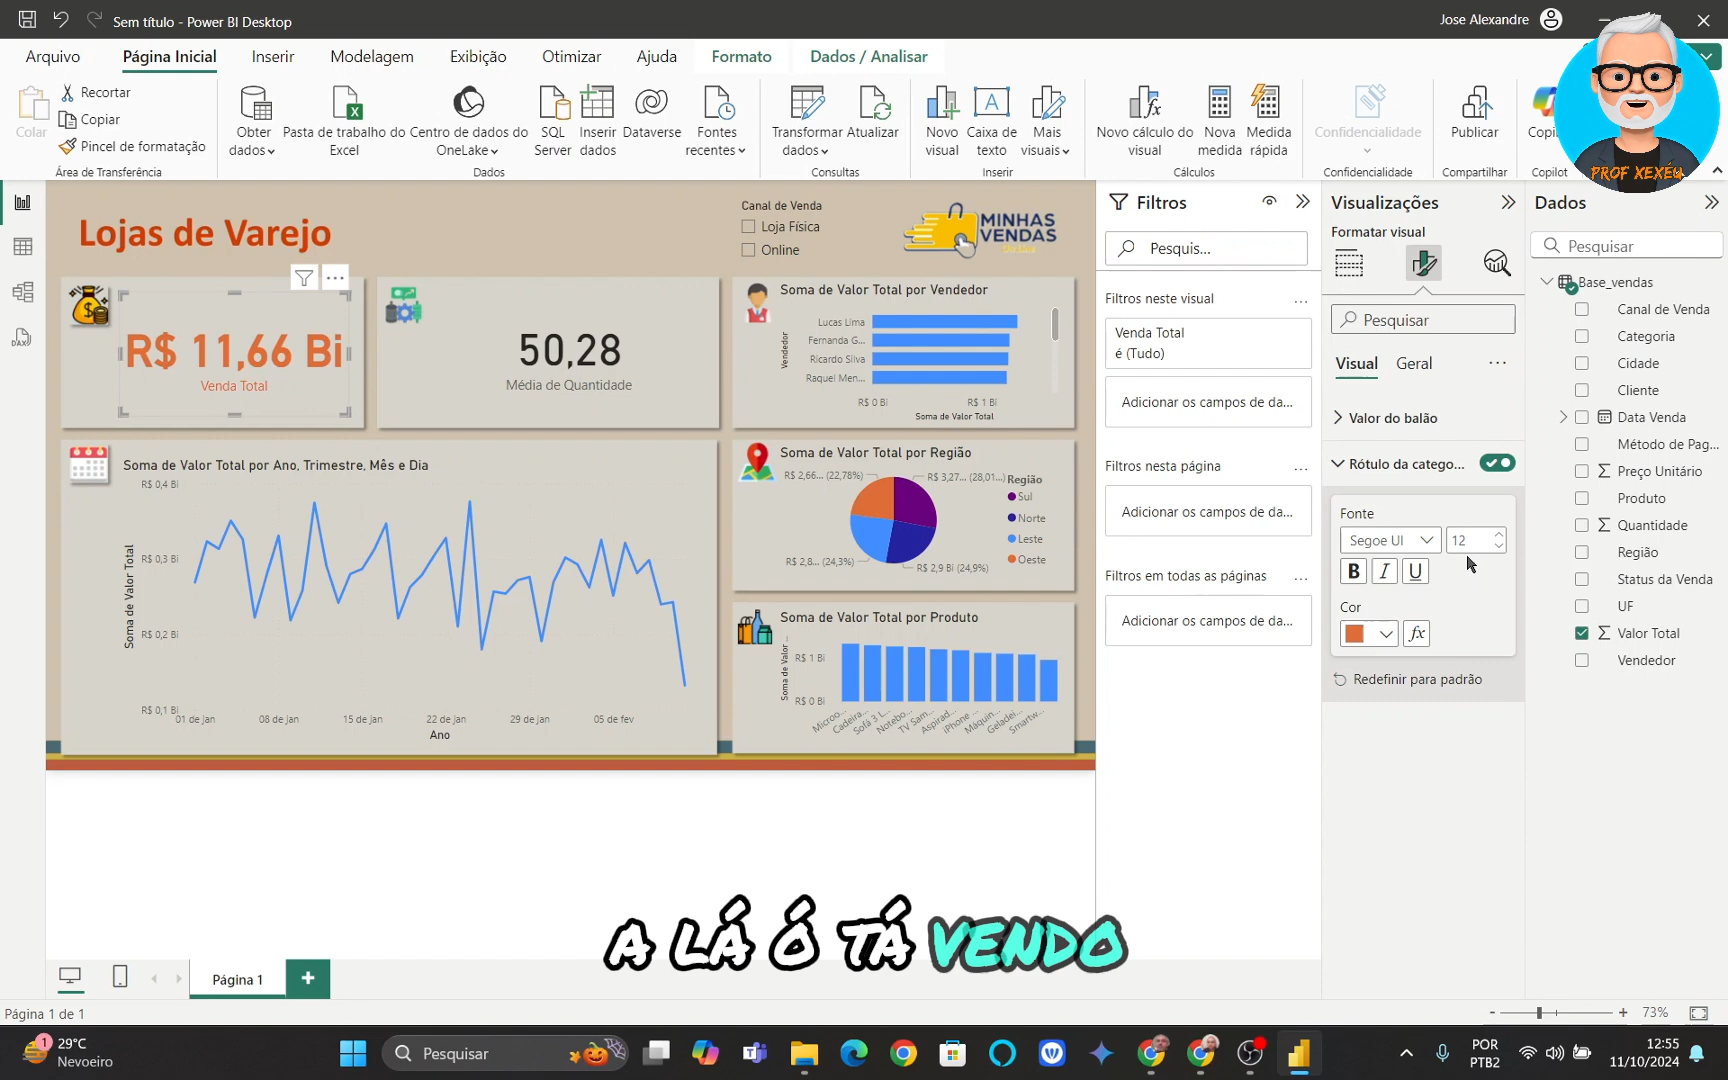 Sem título - Power BI Desktop
Jose Alexandre
Arquivo
Página Inicial
Inserir
Modelagem
Exibição
Otimizar
Ajuda
Formato
Dados / Analisar
Colar
Recortar
Copiar
Pincel de formatação
Área de Transferência
Obter
dados
Pasta de trabalho do
Excel
Centro de dados do
OneLake
SQL
Server
Inserir
dados
Dataverse
Fontes
recentes
Dados
Transformar
dados
Atualizar
Consultas
Novo
visual
Caixa de
texto
Mais
visuais
Inserir
Novo cálculo do
visual
Nova
medida
Medida
rápida
Cálculos
Confidencialidade
Confidencialidade
Publicar
Compartilhar
Copilot
PROF XEXÉU
DAX
Lojas de Varejo
Canal de Venda
Loja Física
Online
MINHAS
VENDAS
R$ 11,66 Bi
Venda Total
50,28
Média de Quantidade
Soma de Valor Total por Vendedor
Vendedor
Lucas Lima
Fernanda G...
Ricardo Silva
Raquel Men...
R$ 0 Bi
R$ 1 Bi
Soma de Valor Total
Soma de Valor Total por Ano, Trimestre, Mês e Dia
Soma de Valor Total
R$ 0,4 Bi
R$ 0,3 Bi
R$ 0,2 Bi
R$ 0,1 Bi
01 de jan
08 de jan
15 de jan
22 de jan
29 de jan
05 de fev
Ano
Soma de Valor Total por Região
R$ 2,66... (22,78%)
R$ 3,27... (28,01...)
R$ 2,8... (24,3%)
R$ 2,9 Bi (24,9%)
Região
Sul
Norte
Leste
Oeste
Soma de Valor Total por Produto
Soma de Valor ...
R$ 1 Bi
R$ 0 Bi
Microo...
Cadeira...
Sofá 3 L...
Notebo...
TV Sam...
Aspirad...
iPhone ...
Máquin...
Geladei...
Smartw...
Filtros
Pesquis...
Filtros neste visual
Venda Total
é (Tudo)
Adicionar os campos de da...
Filtros nesta página
Adicionar os campos de da...
Filtros em todas as páginas
Adicionar os campos de da...
Visualizações
Formatar visual
Pesquisar
Visual
Geral
Valor do balão
Rótulo da catego...
Fonte
Segoe UI
12
B I U
Cor
fx
Redefinir para padrão
Dados
Pesquisar
Base_vendas
Canal de Venda
Categoria
Cidade
Cliente
Data Venda
Método de Pag...
Preço Unitário
Produto
Quantidade
Região
Status da Venda
UF
Valor Total
Vendedor
A LÁ Ó TÁ VENDO
Página 1
+
Página 1 de 1
- + 73%
1
29°C
Nevoeiro
Pesquisar
POR
PTB2
12:55
11/10/2024